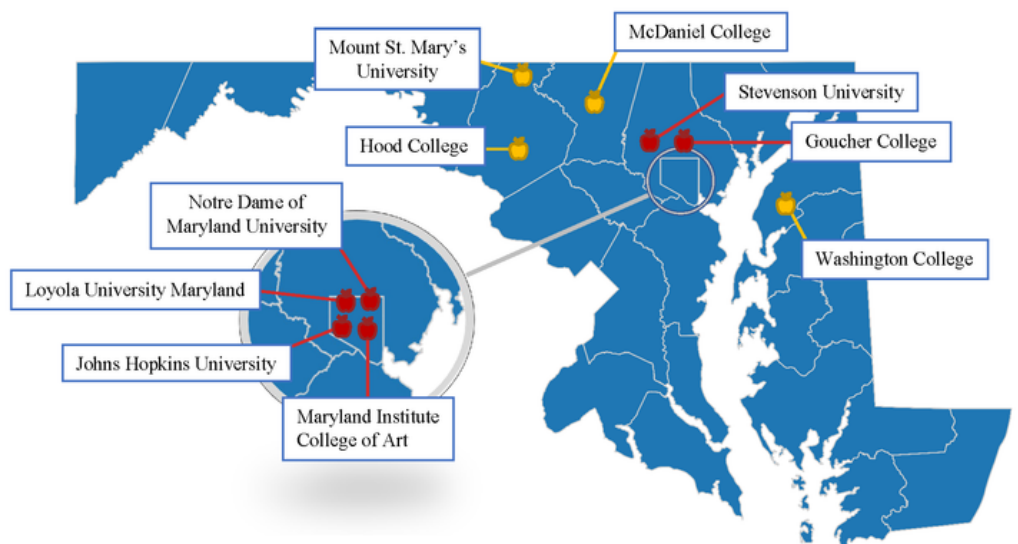 McDaniel College
Mount St. Mary’s
University
Stevenson University
Hood College
Goucher College
Notre Dame of
Maryland University
Washington College
Loyola University Maryland
Johns Hopkins University
Maryland Institute
College of Art